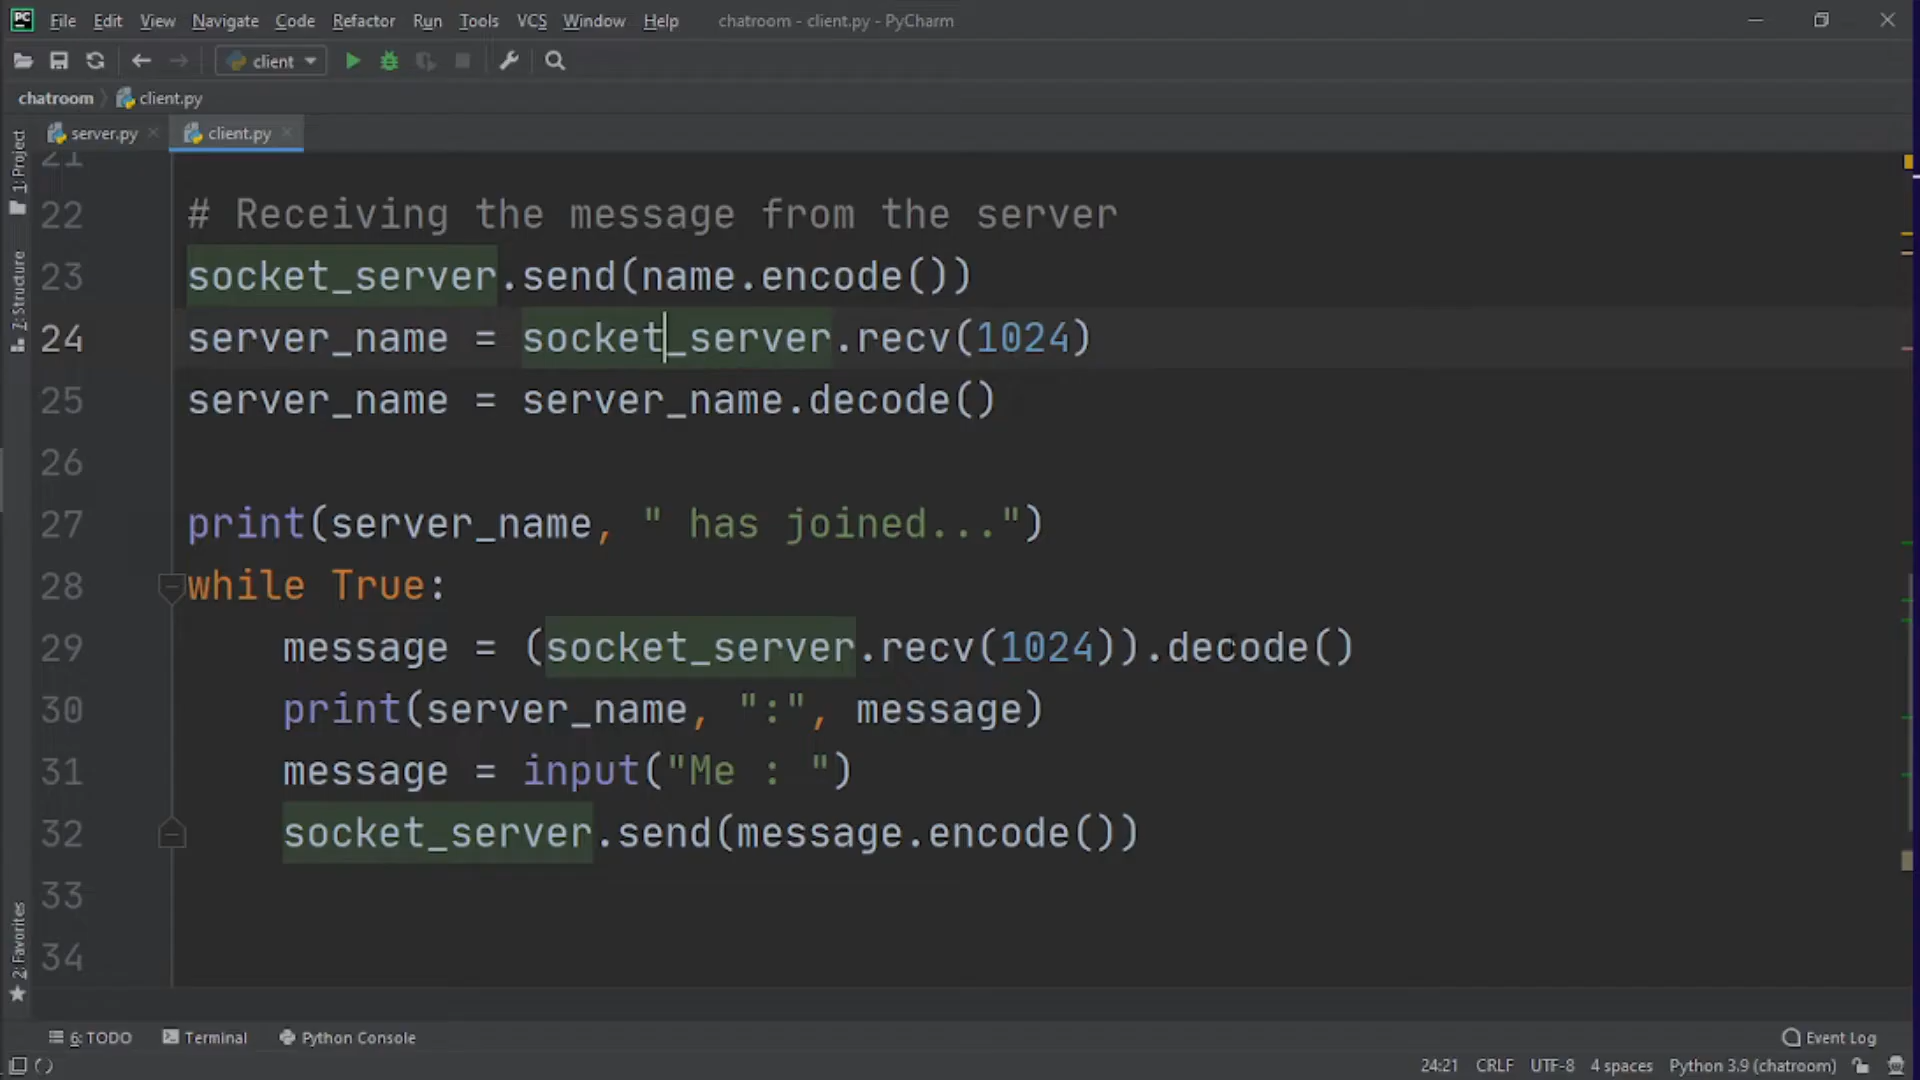 PC File Edit View Navigate Code Refactor Run Tools VCS Window Help chatroom - client.py - PyCharm
client
chatroom client.py
server.py client.py
1: Project
Z: Structure
2: Favorites
21
22 # Receiving the message from the server
23 socket_server.send(name.encode())
24 server_name = socket_server.recv(1024)
25 server_name = server_name.decode()
26
27 print(server_name, " has joined...")
28 while True:
29 message = (socket_server.recv(1024)).decode()
30 print(server_name, ":", message)
31 message = input("Me : ")
32 socket_server.send(message.encode())
33
34
6: TODO Terminal Python Console Event Log
24:21 CRLF UTF-8 4 spaces Python 3.9 (chatroom)